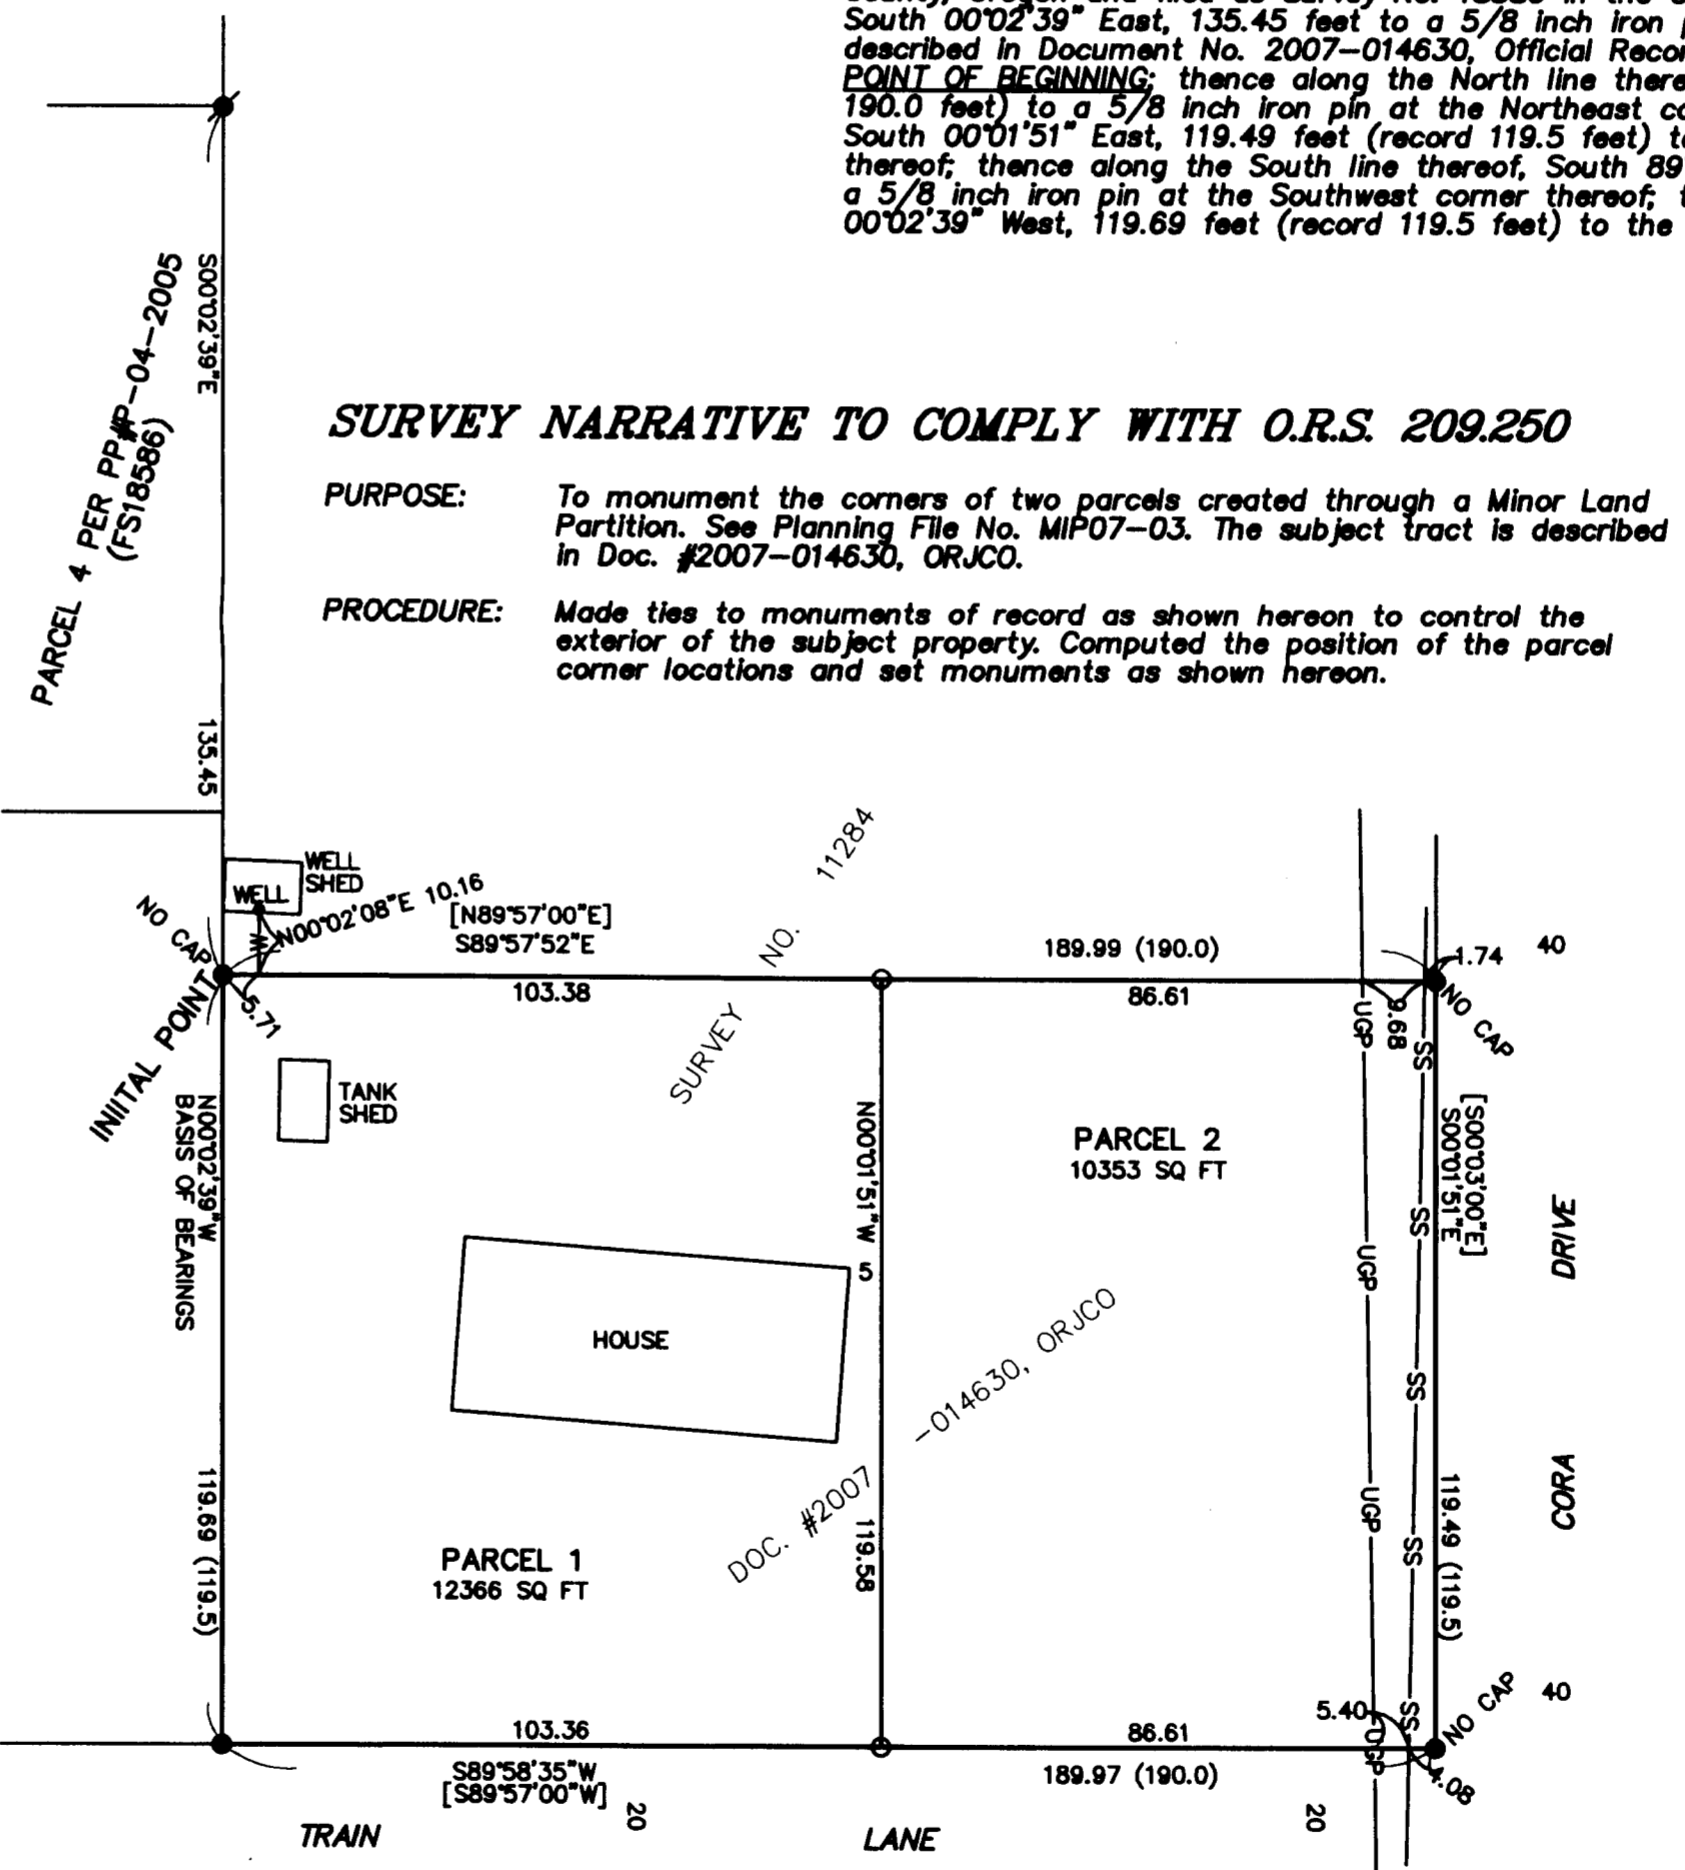 South 00°02'39" East, 135.45 feet to a 5/8 inch iron
described in Document No. 2007-014630, Official
POINT OF BEGINNING; thence along the North line
190.0 feet) to a 5/8 inch iron pin at the Northeast
South 00°01'51" East, 119.49 feet (record 119.5 feet)
thereof; thence along the South line thereof, South 89
a 5/8 inch iron pin at the Southwest corner thereof;
00°02'39" West, 119.69 feet (record 119.5 feet) to the
PARCEL 4 PER PP#P-04-2005
(FS18586)
S00°02'39"E
135.45
SURVEY NARRATIVE TO COMPLY WITH O.R.S. 209.250
PURPOSE: To monument the corners of two parcels created through a Minor Land
Partition. See Planning File No. MIP07-03. The subject tract is described
in Doc. #2007-014630, ORJCO.
PROCEDURE: Made ties to monuments of record as shown hereon to control the
exterior of the subject property. Computed the position of the parcel
corner locations and set monuments as shown hereon.
WELL
SHED
WELL
W
N00°02'08"E 10.16
NO CAP
[N89°57'00"E]
S89°57'52"E
189.99 (190.0)
1.74
40
103.38
86.61
5.71
9.68
NO CAP
INIITAL POINT
SURVEY NO. 11284
TANK
SHED
N00°02'39"W
BASIS OF BEARINGS
119.69 (119.5)
N00°01'51"W
119.58
5
HOUSE
PARCEL 2
10353 SQ FT
UGP
UGP
UGP
UGP
SS
SS
SS
SS
SS
[S00°03'00"E]
S00°01'51"E
119.49 (119.5)
CORA DRIVE
DOC. #2007-014630, ORJCO
PARCEL 1
12366 SQ FT
5.40
NO CAP
40
4.08
103.36
86.61
S89°58'35"W
[S89°57'00"W]
189.97 (190.0)
20
20
TRAIN LANE